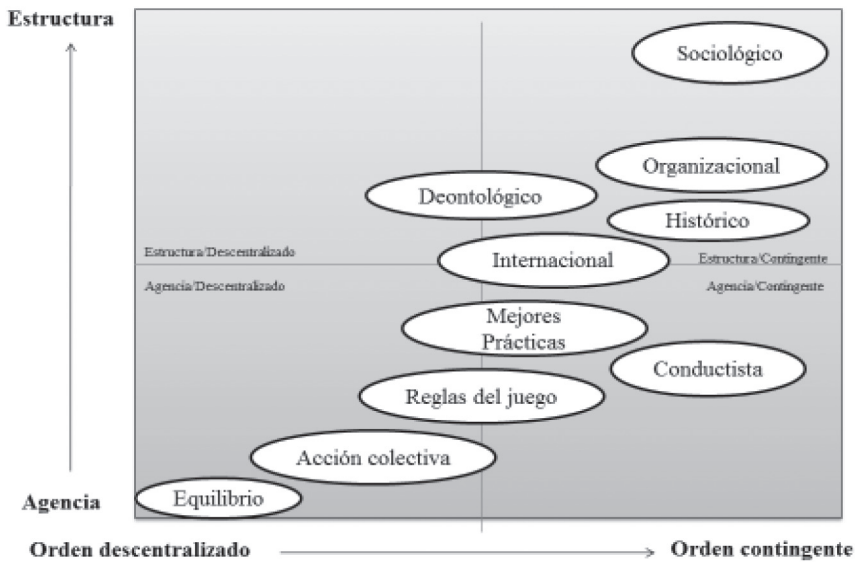 Estructura
Sociológico
Organizacional
Deontológico
Histórico
Estructura/Descentralizado
Internacional
Estructura/Contingente
Agencia/Descentralizado
Agencia/Contingente
Mejores
Prácticas
Conductista
Reglas del juego
Acción colectiva
Equilibrio
Agencia
Orden descentralizado
Orden contingente